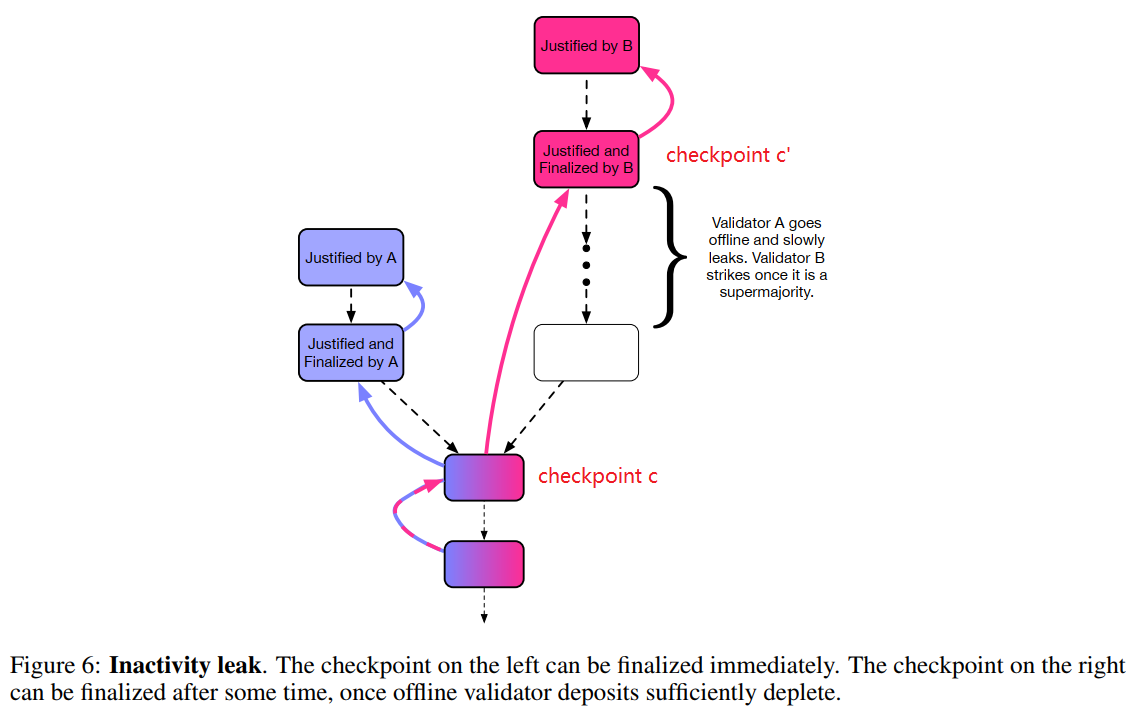 Justified by B
Justified and
Finalized by B
checkpoint c'
Validator A goes
offline and slowly
leaks. Validator B
strikes once it is a
supermajority.
Justified by A
Justified and
Finalized by A
checkpoint c
Figure 6: Inactivity leak. The checkpoint on the left can be finalized immediately. The checkpoint on the right
can be finalized after some time, once offline validator deposits sufficiently deplete.